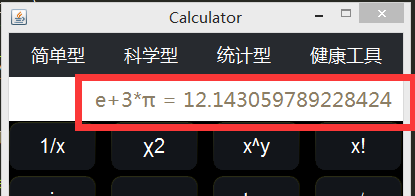 Calculator
简单型 科学型 统计型 健康工具
e+3*π = 12.143059789228424
1/x χ2 x^y x!